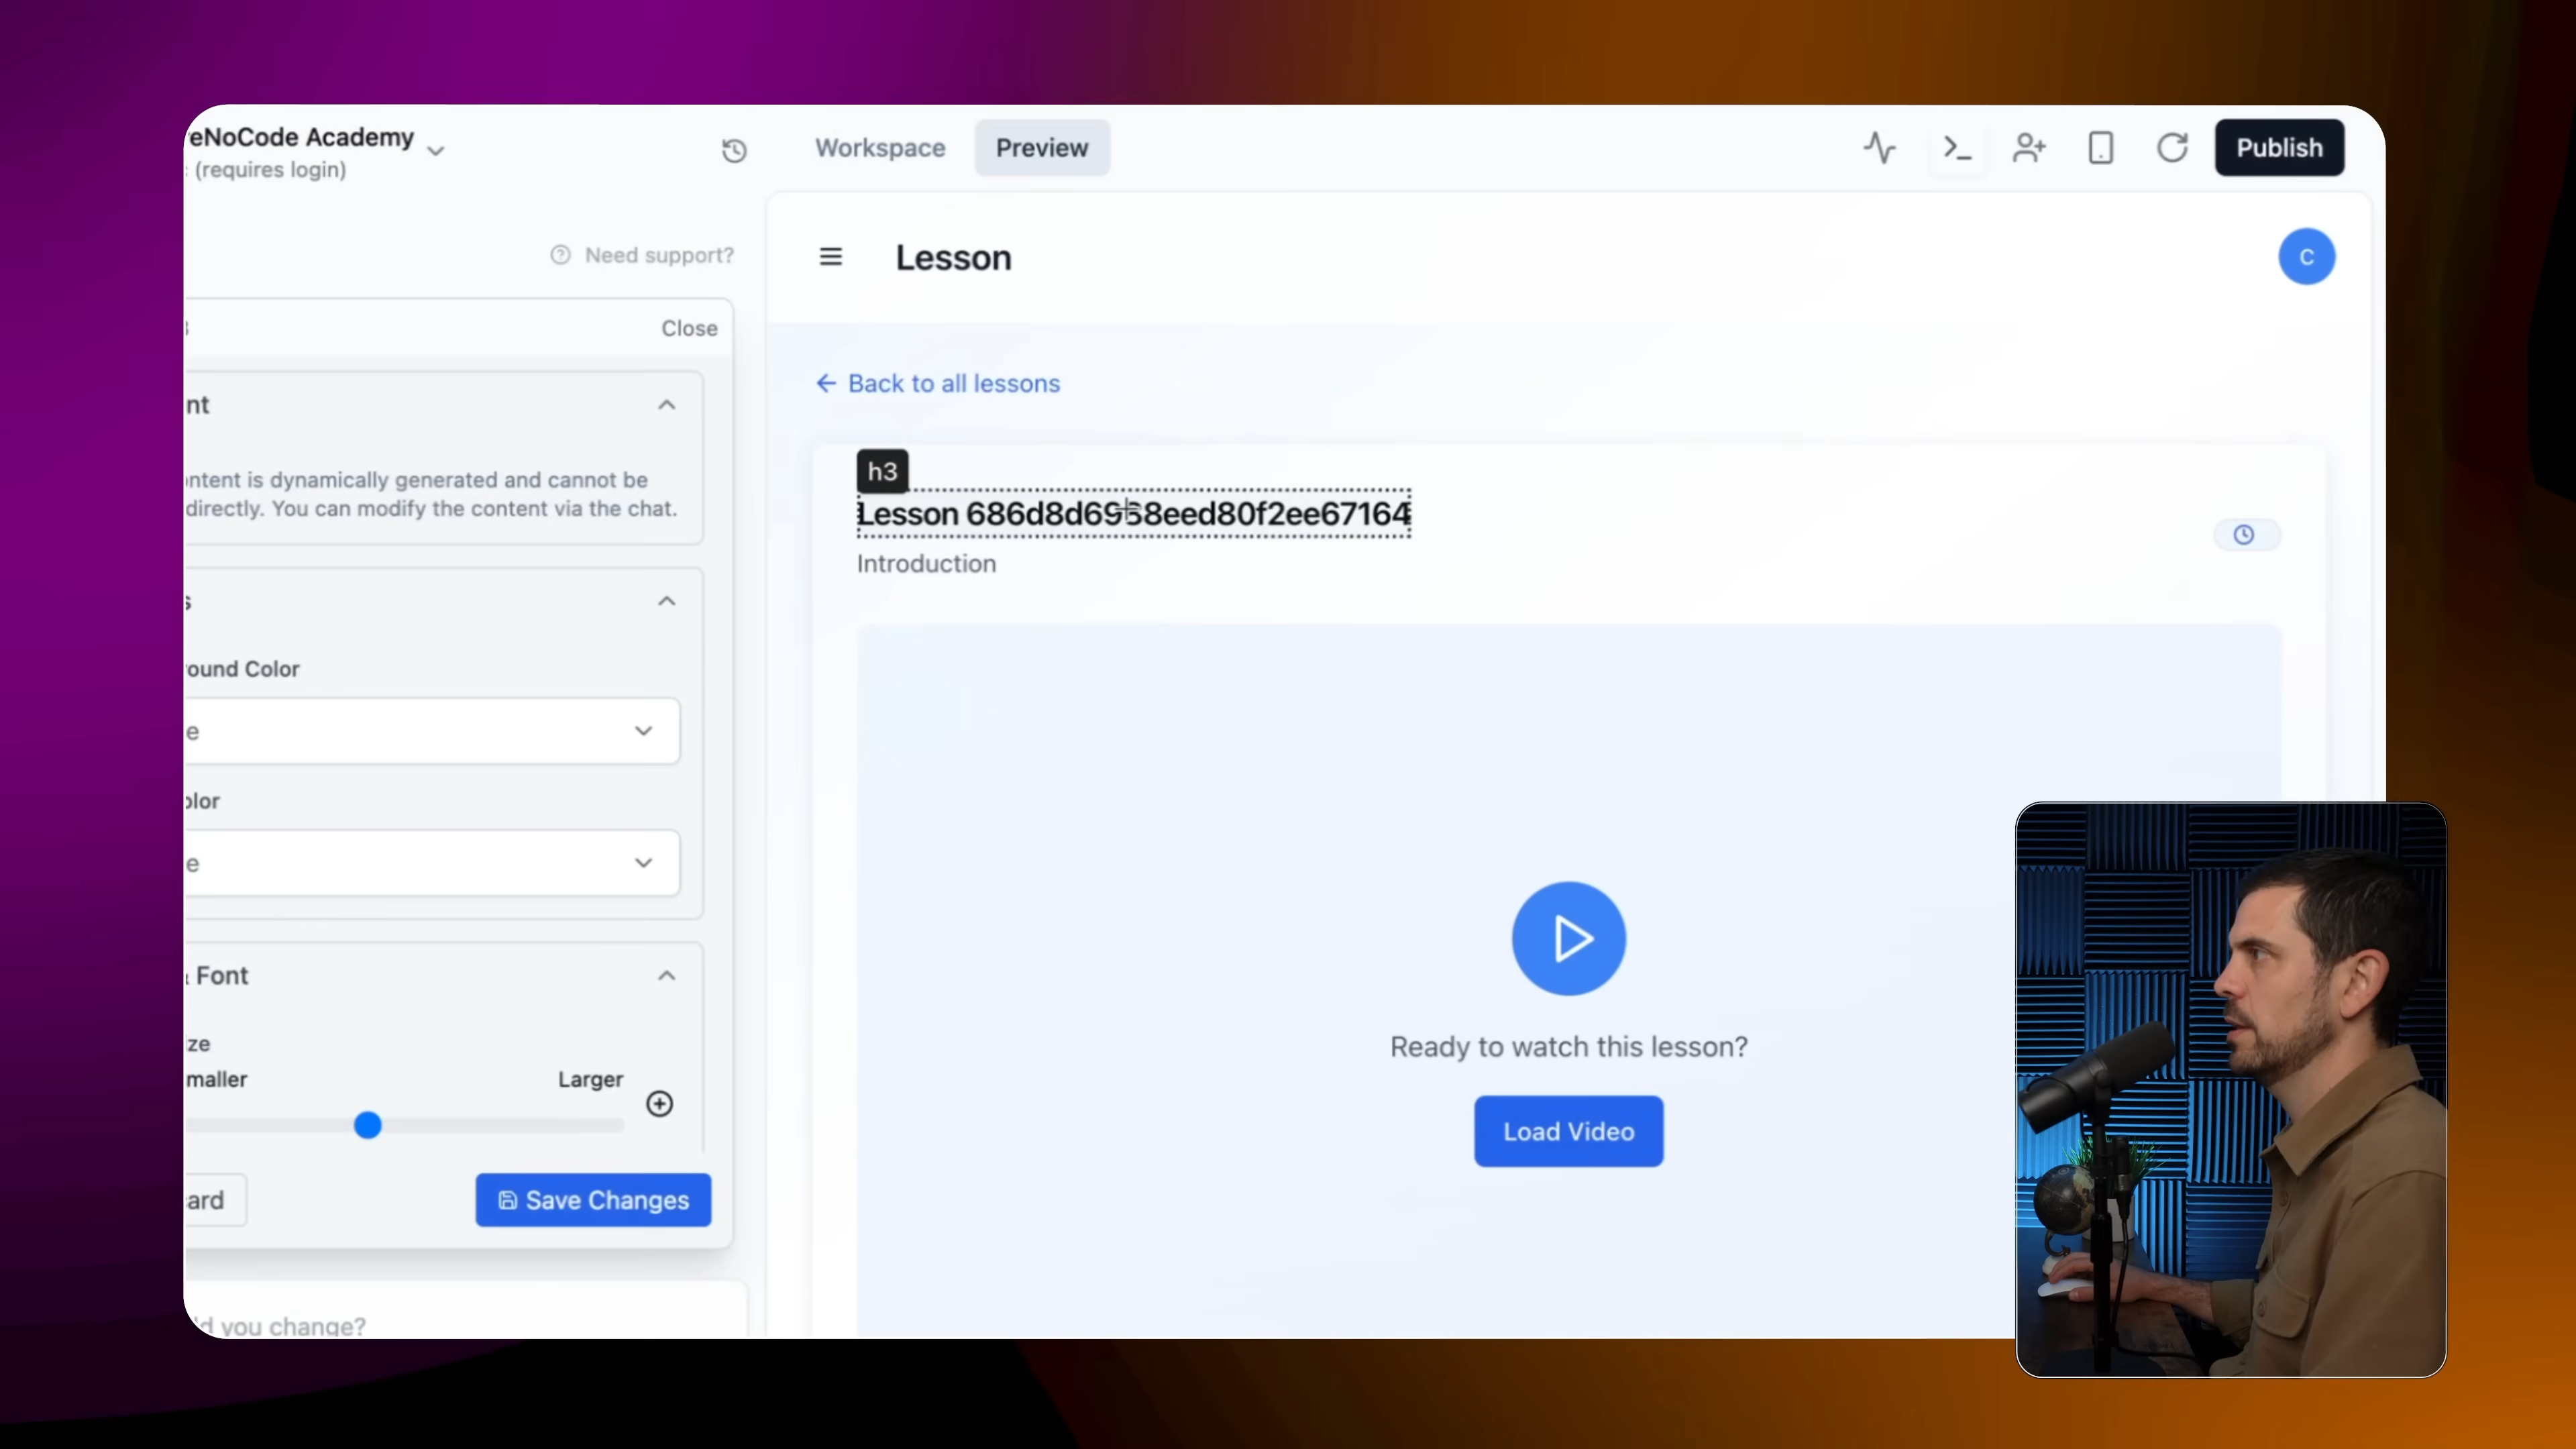 eNoCode Academy
(requires login)
Workspace
Preview
Publish
Need support?
Lesson
C
Close
Back to all lessons
nt
h3
ntent is dynamically generated and cannot be
directly. You can modify the content via the chat.
Lesson 686d8d6968eed80f2ee67164
Introduction
s
ound Color
e
olor
e
Font
ze
maller
Larger
Ready to watch this lesson?
Load Video
ard
Save Changes
d you change?